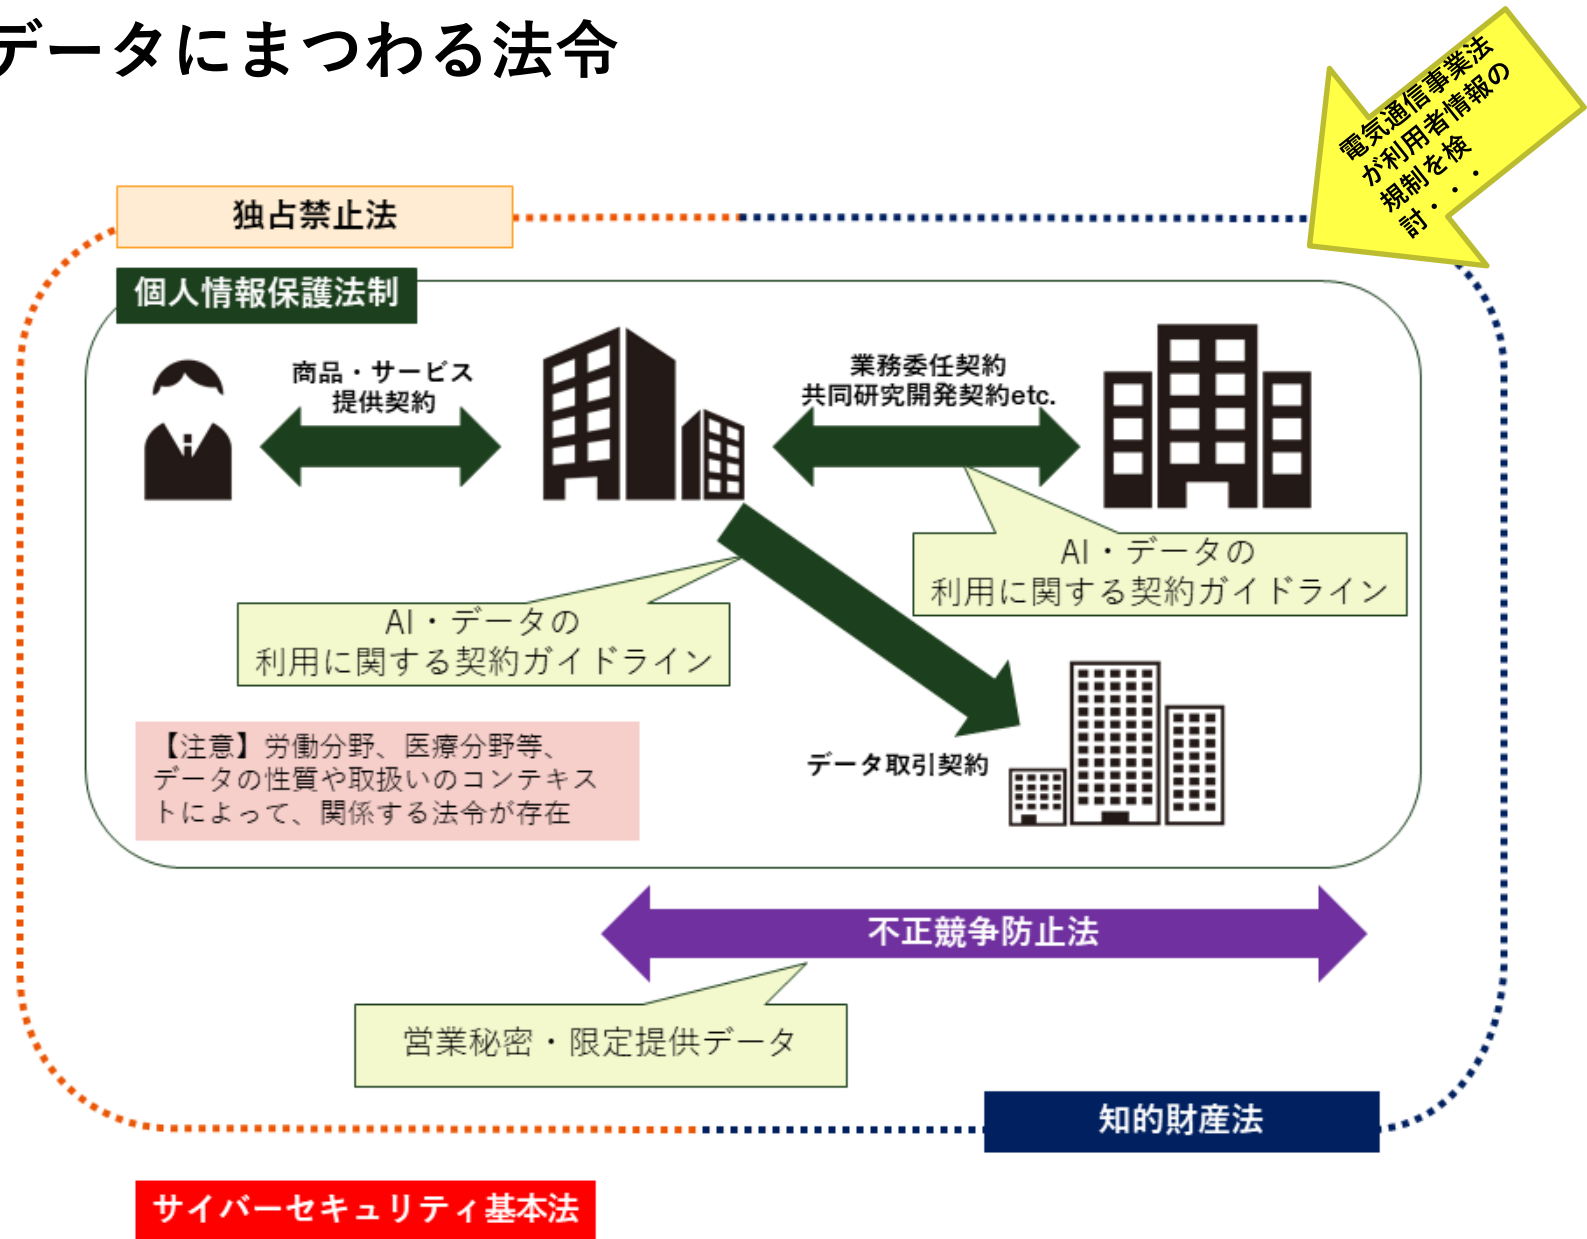 データにまつわる法令
電気通信事業法
が利用者情報の
規制を検
討・・・
独占禁止法
個人情報保護法制
商品・サービス
提供契約
業務委任契約
共同研究開発契約etc.
AI・データの
利用に関する契約ガイドライン
AI・データの
利用に関する契約ガイドライン
【注意】労働分野、医療分野等、
データの性質や取扱いのコンテキス
トによって、関係する法令が存在
データ取引契約
不正競争防止法
営業秘密・限定提供データ
知的財産法
サイバーセキュリティ基本法